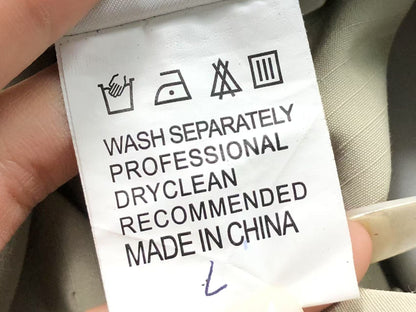 WASH SEPARATELY
PROFESSIONAL
DRYCLEAN
RECOMMENDED
MADE IN CHINA
L